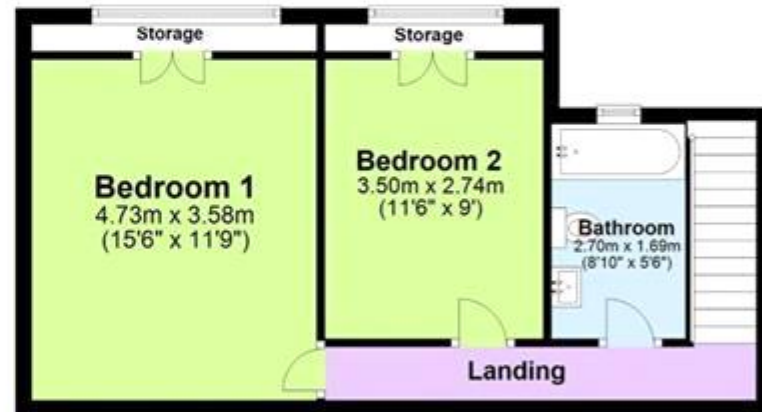 Storage
Storage
Bedroom 1
4.73m x 3.58m
(15'6" x 11'9")
Bedroom 2
3.50m x 2.74m
(11'6" x 9')
Bathroom
2.70m x 1.69m
(8'10" x 5'6")
Landing